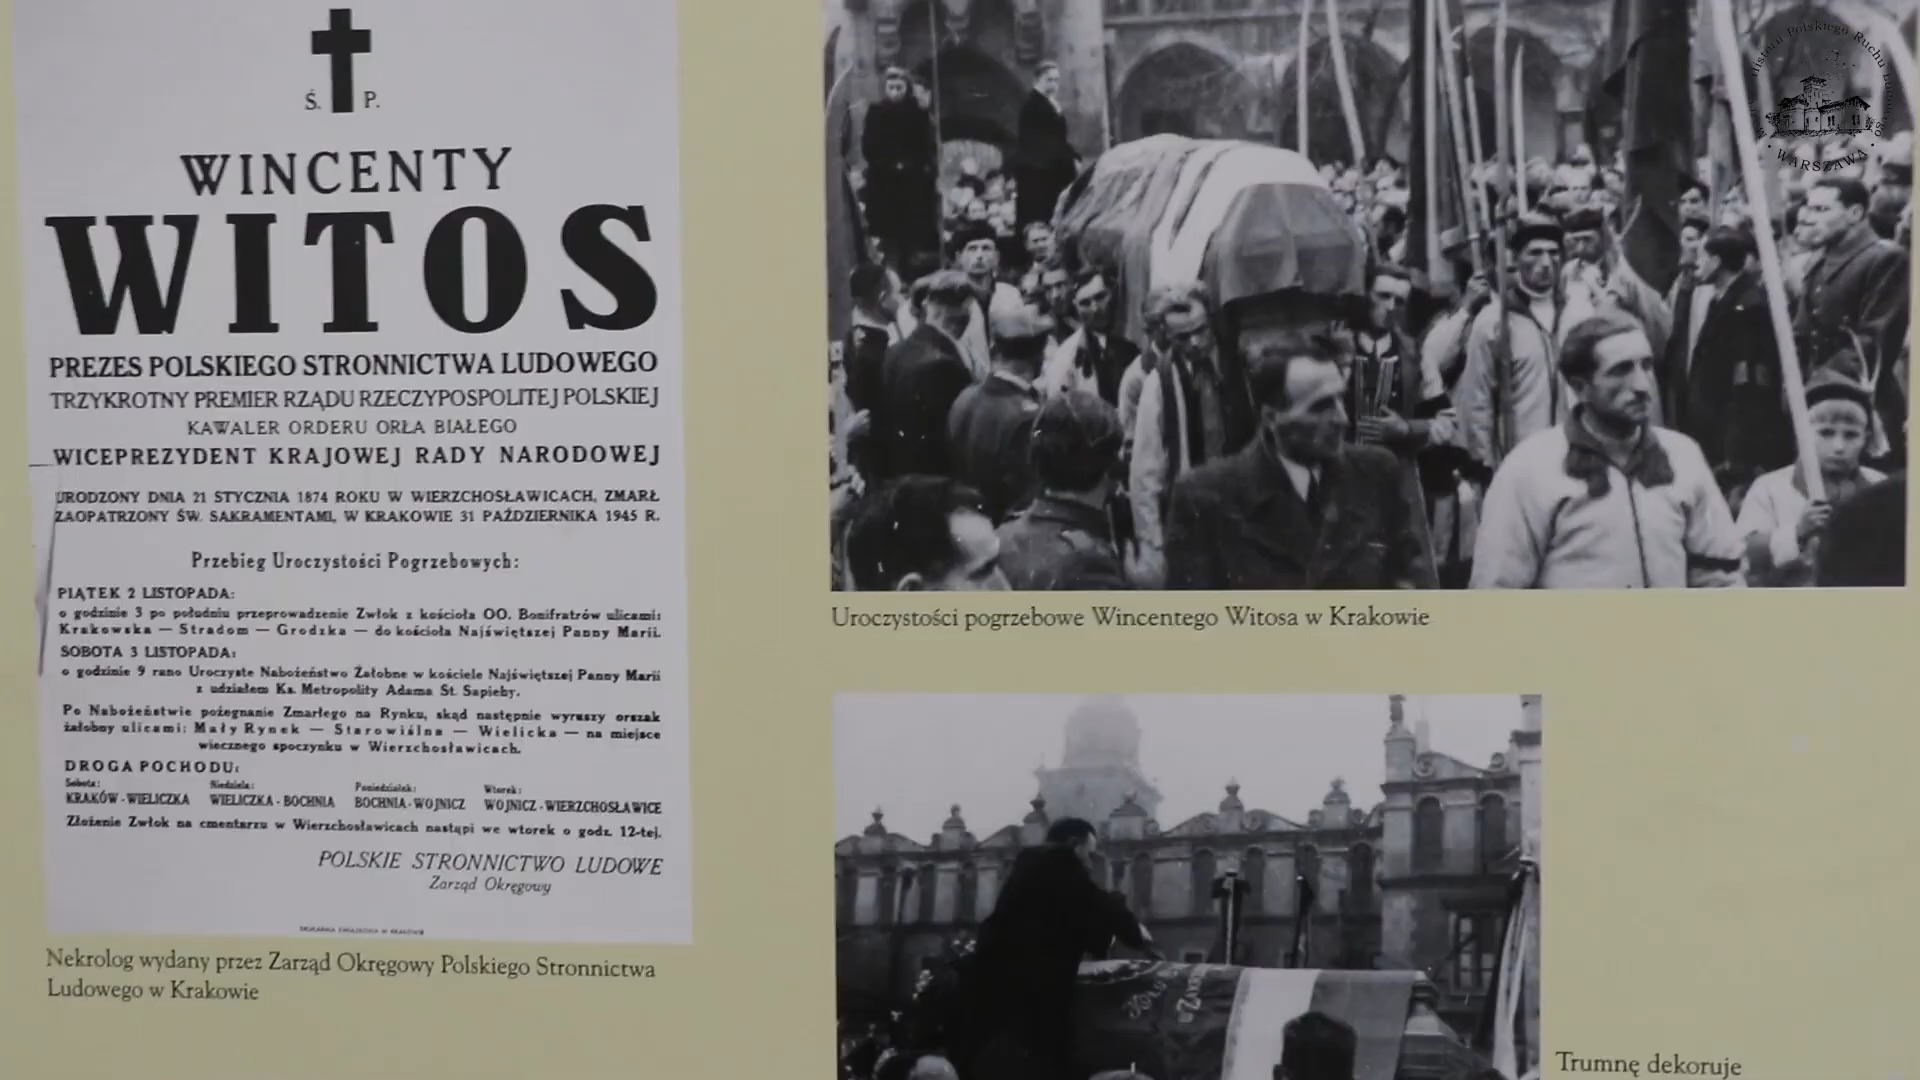 Ś. P.
WINCENTY
WITOS
PREZES POLSKIEGO STRONNICTWA LUDOWEGO
TRZYKROTNY PREMIER RZĄDU RZECZYPOSPOLITEJ POLSKIEJ
KAWALER ORDERU ORŁA BIAŁEGO
WICEPREZYDENT KRAJOWEJ RADY NARODOWEJ
URODZONY DNIA 21 STYCZNIA 1874 ROKU W WIERZCHOSŁAWICACH, ZMARŁ
ZAOPATRZONY ŚW. SAKRAMENTAMI, W KRAKOWIE 31 PAŹDZIERNIKA 1945 R.
Przebieg Uroczystości Pogrzebowych:
PIĄTEK 2 LISTOPADA:
o godzinie 3 po południu przeprowadzenie Zwłok z kościoła OO. Bonifratrów ulicami:
Krakowska — Stradom — Grodzka — do kościoła Najświętszej Panny Marii.
SOBOTA 3 LISTOPADA:
o godzinie 9 rano Uroczyste Nabożeństwo Żałobne w kościele Najświętszej Panny Marii
z udziałem Ks. Metropolity Adama St. Sapiehy.
Po Nabożeństwie pożegnanie Zmarłego na Rynku, skąd następnie wyruszy orszak
żałobny ulicami: Mały Rynek — Starowiślna — Wielicka — na miejsce
wiecznego spoczynku w Wierzchosławicach.
DROGA POCHODU:
Sobota: Niedziela: Poniedziałek: Wtorek:
KRAKÓW - WIELICZKA WIELICZKA - BOCHNIA BOCHNIA - WOJNICZ WOJNICZ - WIERZCHOSŁAWICE
Złożenie Zwłok na cmentarzu w Wierzchosławicach nastąpi we wtorek o godz. 12-tej.
POLSKIE STRONNICTWO LUDOWE
Zarząd Okręgowy
Nekrolog wydany przez Zarząd Okręgowy Polskiego Stronnictwa
Ludowego w Krakowie
Uroczystości pogrzebowe Wincentego Witosa w Krakowie
Trumnę dekoruje
Historii Polskiego Ruchu Ludowego
• WARSZAWA •